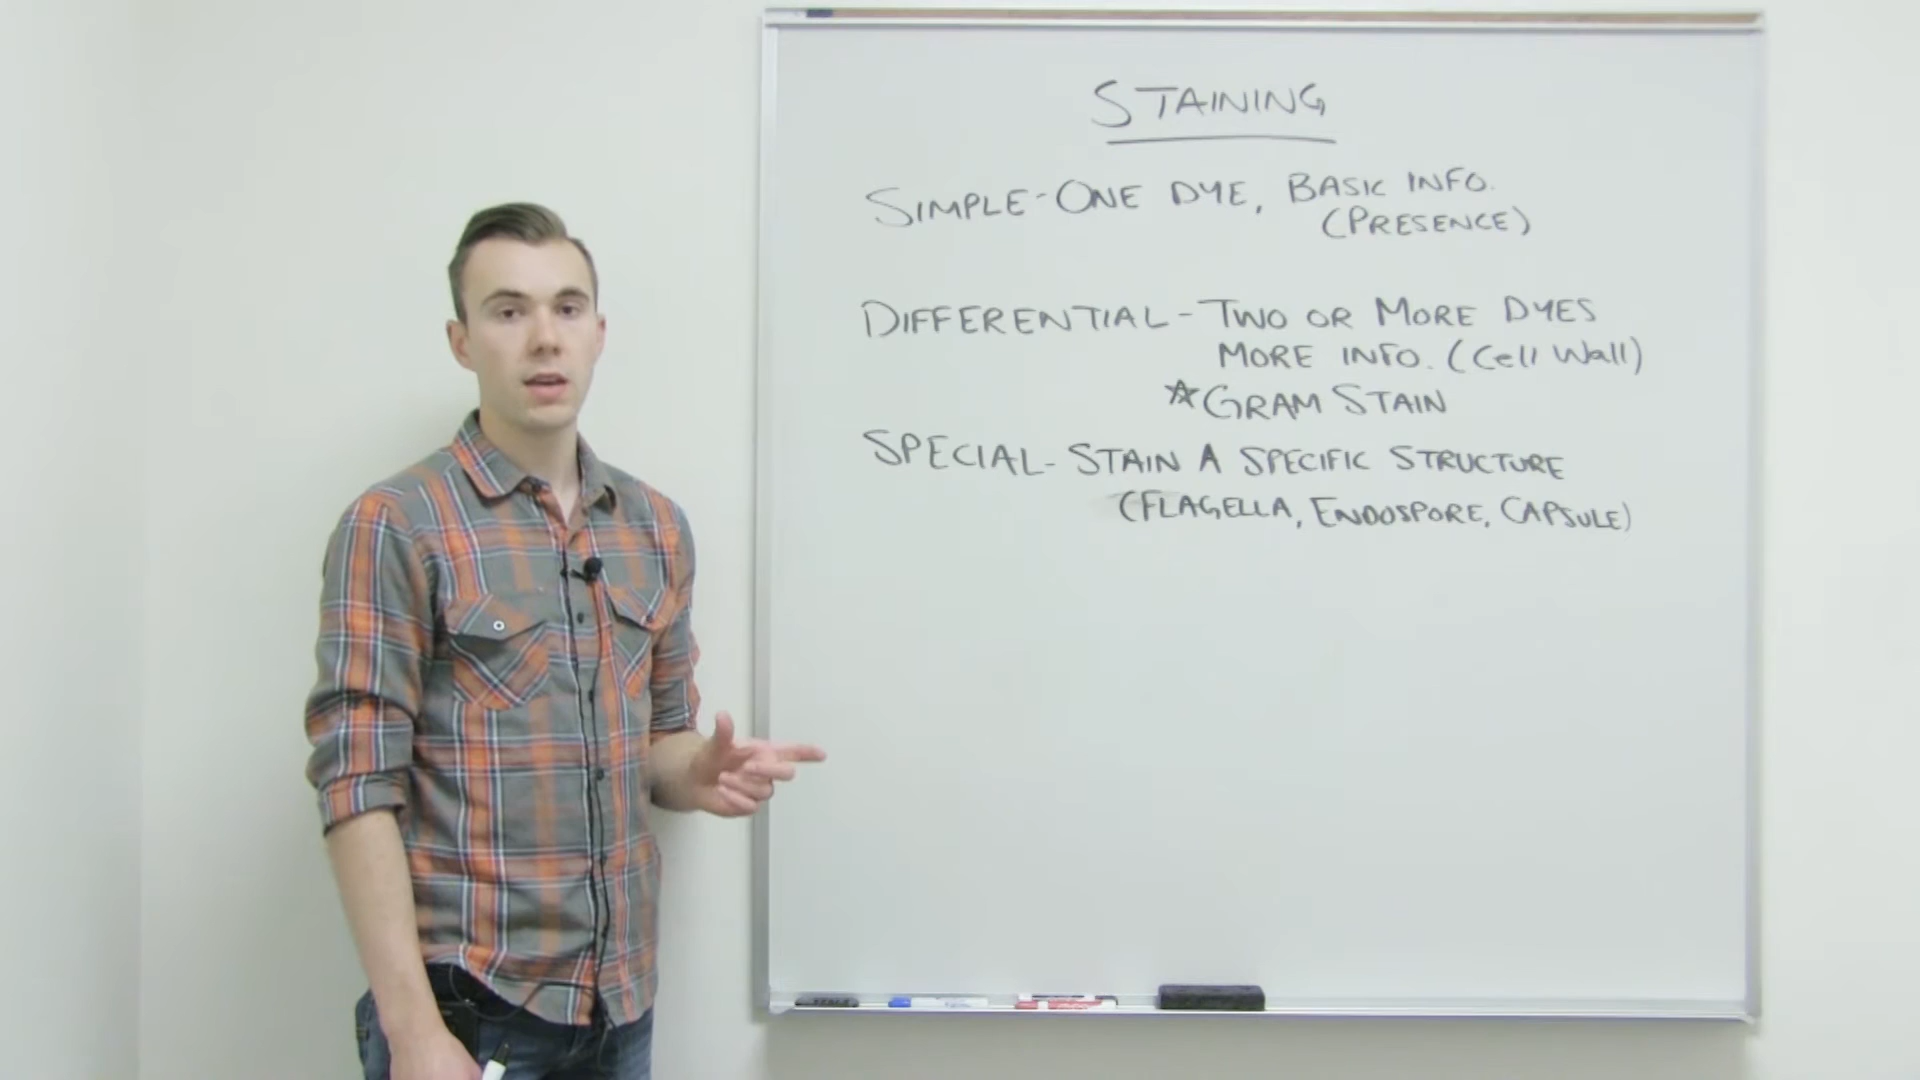 STAINING
SIMPLE - ONE DYE, BASIC INFO.
(PRESENCE)
DIFFERENTIAL - TWO OR MORE DYES
MORE INFO. (Cell Wall)
☆ GRAM STAIN
SPECIAL - STAIN A SPECIFIC STRUCTURE
(FLAGELLA, ENDOSPORE, CAPSULE)